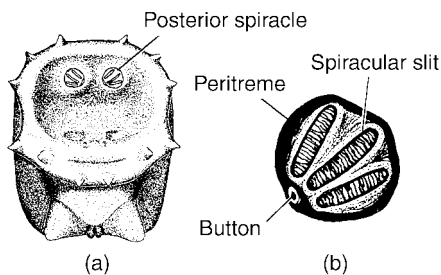 Posterior spiracle
Spiracular slit
Peritreme
Button
(a)
(b)